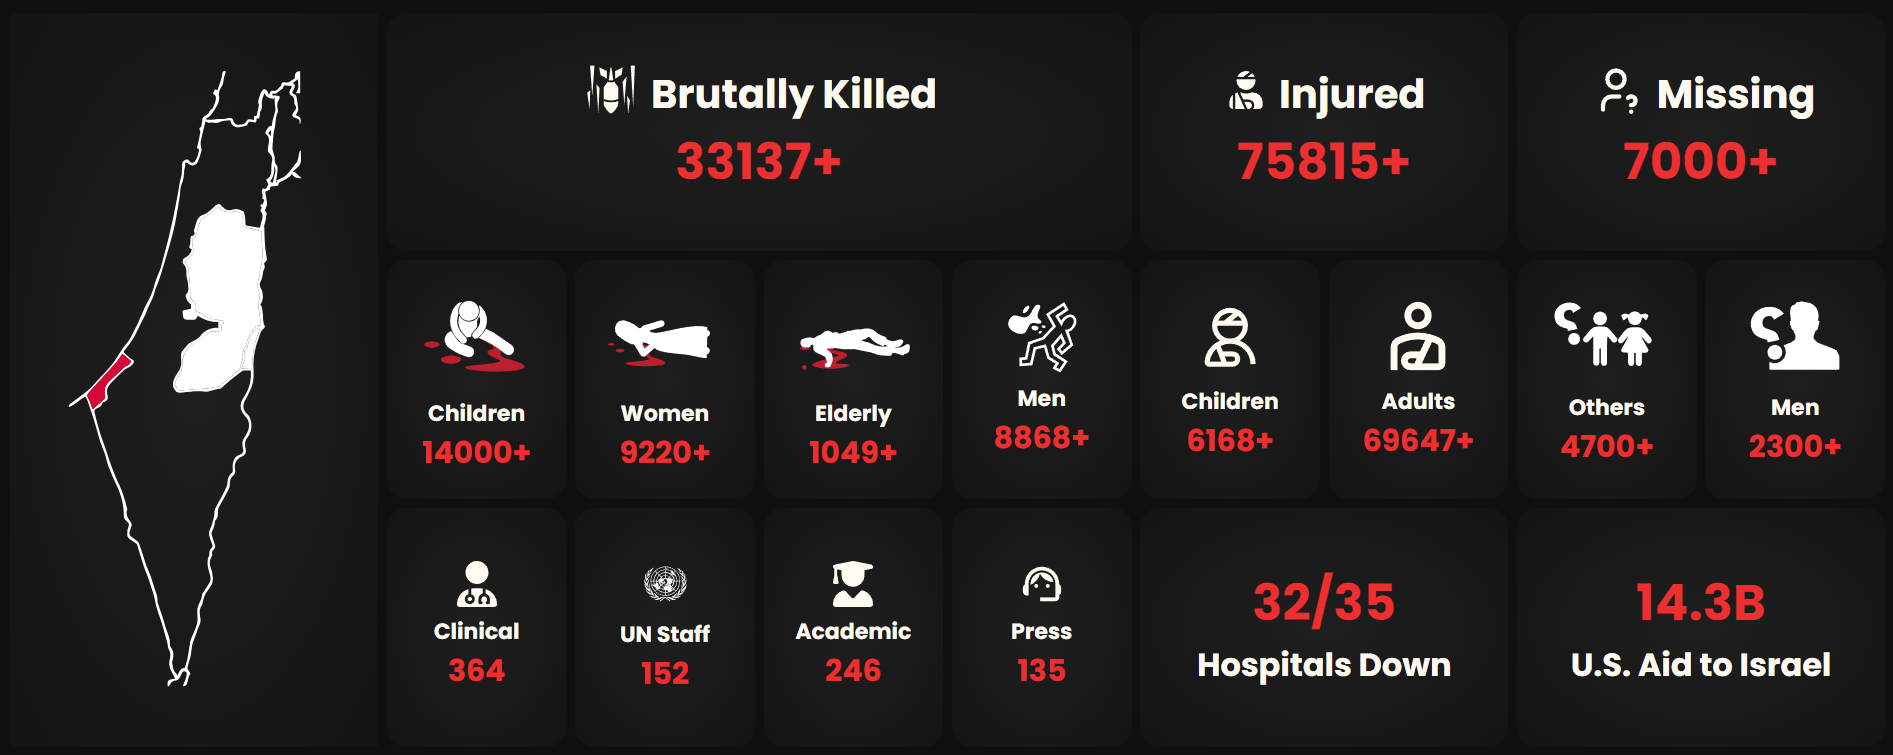 Brutally Killed
33137+
Injured
75815+
Missing
7000+
Children
14000+
Women
9220+
Elderly
1049+
Men
8868+
Children
6168+
Adults
69647+
Others
4700+
Men
2300+
Clinical
364
UN Staff
152
Academic
246
Press
135
32/35
Hospitals Down
14.3B
U.S. Aid to Israel